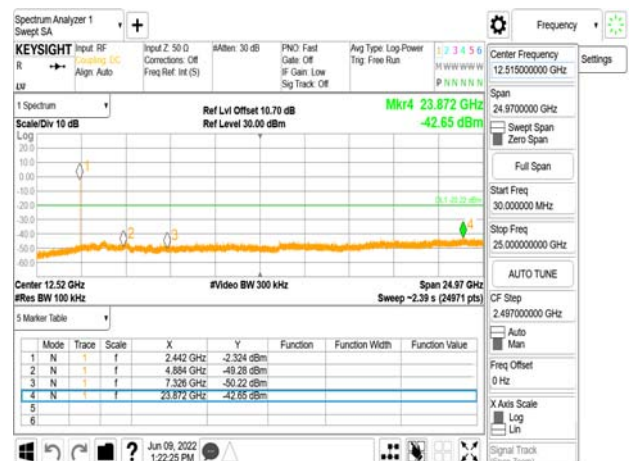 Spectrum Analyzer 1
Swept SA
Frequency
KEYSIGHT
Input: RF
Coupling: DC
Align: Auto
Input Z: 50 Ω
Corrections: Off
Freq Ref: Int (S)
#Atten: 30 dB
PNO: Fast
Gate: Off
IF Gain: Low
Sig Track: Off
Avg Type: Log-Power
Trig: Free Run
1 2 3 4 5 6
M W W W W W
P N N N N N
R
LU
Center Frequency
12.515000000 GHz
Settings
Span
24.9700000 GHz
Swept Span
Zero Span
Full Span
Start Freq
30.000000 MHz
Stop Freq
25.000000000 GHz
AUTO TUNE
CF Step
2.497000000 GHz
Auto
Man
Freq Offset
0 Hz
X Axis Scale
Log
Lin
Signal Track
1 Spectrum
Scale/Div 10 dB
Ref Lvl Offset 10.70 dB
Ref Level 30.00 dBm
Mkr4 23.872 GHz
-42.65 dBm
Log
20.0
10.0
0.00
-10.0
-20.0
-30.0
-40.0
-50.0
-60.0
1
2
3
4
Center 12.52 GHz
#Res BW 100 kHz
#Video BW 300 kHz
Span 24.97 GHz
Sweep ~2.39 s (24971 pts)
5 Marker Table
Mode Trace Scale X Y Function Function Width Function Value
1 N 1 f 2.442 GHz -2.324 dBm
2 N 1 f 4.884 GHz -49.28 dBm
3 N 1 f 7.326 GHz -50.22 dBm
4 N 1 f 23.872 GHz -42.65 dBm
5
6
?
Jun 09, 2022
1:22:25 PM